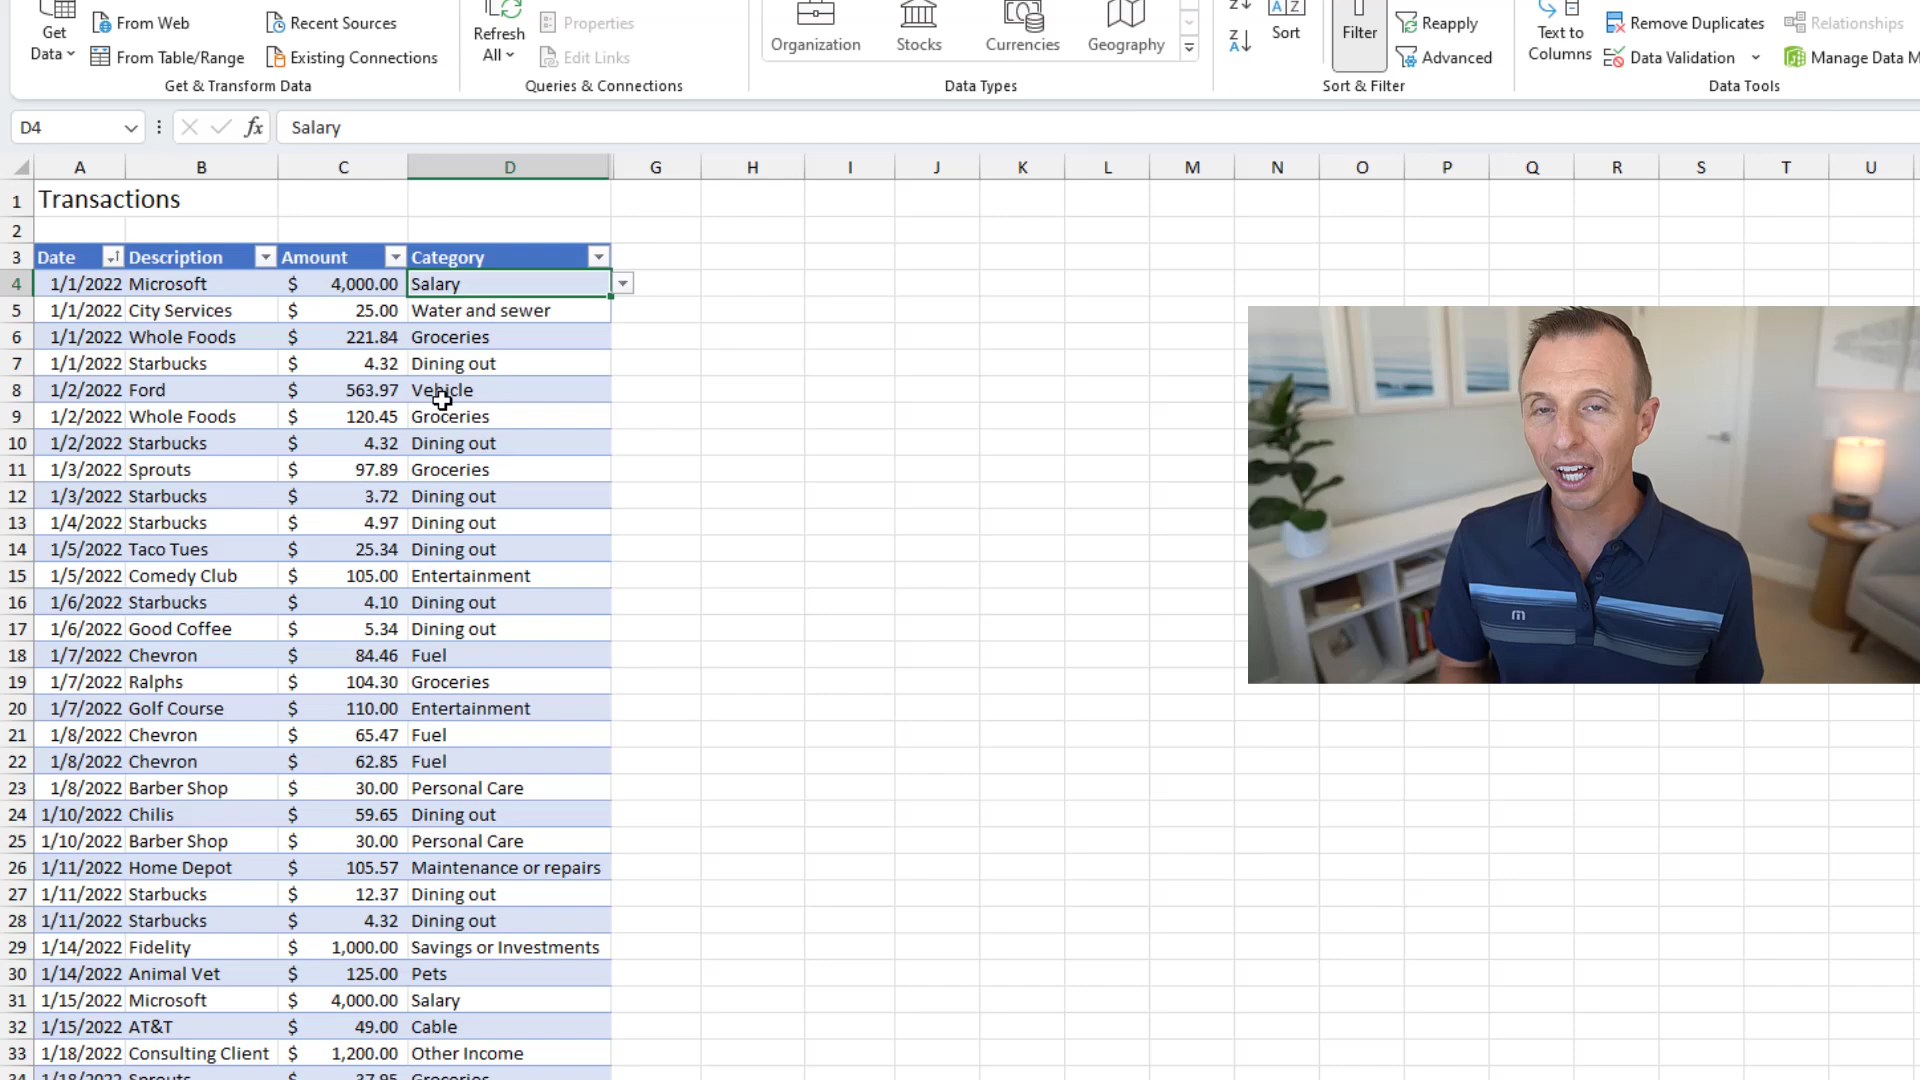 Get Data
From Web
From Table/Range
Recent Sources
Existing Connections
Get & Transform Data
Refresh All
Properties
Edit Links
Queries & Connections
Organization
Stocks
Currencies
Geography
Data Types
Sort
Filter
Reapply
Advanced
Sort & Filter
Text to Columns
Remove Duplicates
Data Validation
Relationships
Manage Data M
Data Tools
D4 fx Salary
A B C D G H I J K L M N O P Q R S T U
1 Transactions
2
3 Date Description Amount Category
4 1/1/2022 Microsoft $ 4,000.00 Salary
5 1/1/2022 City Services $ 25.00 Water and sewer
6 1/1/2022 Whole Foods $ 221.84 Groceries
7 1/1/2022 Starbucks $ 4.32 Dining out
8 1/2/2022 Ford $ 563.97 Vehicle
9 1/2/2022 Whole Foods $ 120.45 Groceries
10 1/2/2022 Starbucks $ 4.32 Dining out
11 1/3/2022 Sprouts $ 97.89 Groceries
12 1/3/2022 Starbucks $ 3.72 Dining out
13 1/4/2022 Starbucks $ 4.97 Dining out
14 1/5/2022 Taco Tues $ 25.34 Dining out
15 1/5/2022 Comedy Club $ 105.00 Entertainment
16 1/6/2022 Starbucks $ 4.10 Dining out
17 1/6/2022 Good Coffee $ 5.34 Dining out
18 1/7/2022 Chevron $ 84.46 Fuel
19 1/7/2022 Ralphs $ 104.30 Groceries
20 1/7/2022 Golf Course $ 110.00 Entertainment
21 1/8/2022 Chevron $ 65.47 Fuel
22 1/8/2022 Chevron $ 62.85 Fuel
23 1/8/2022 Barber Shop $ 30.00 Personal Care
24 1/10/2022 Chilis $ 59.65 Dining out
25 1/10/2022 Barber Shop $ 30.00 Personal Care
26 1/11/2022 Home Depot $ 105.57 Maintenance or repairs
27 1/11/2022 Starbucks $ 12.37 Dining out
28 1/11/2022 Starbucks $ 4.32 Dining out
29 1/14/2022 Fidelity $ 1,000.00 Savings or Investments
30 1/14/2022 Animal Vet $ 125.00 Pets
31 1/15/2022 Microsoft $ 4,000.00 Salary
32 1/15/2022 AT&T $ 49.00 Cable
33 1/18/2022 Consulting Client $ 1,200.00 Other Income
34 1/18/2022 Sprouts $ 37.95 Groceries